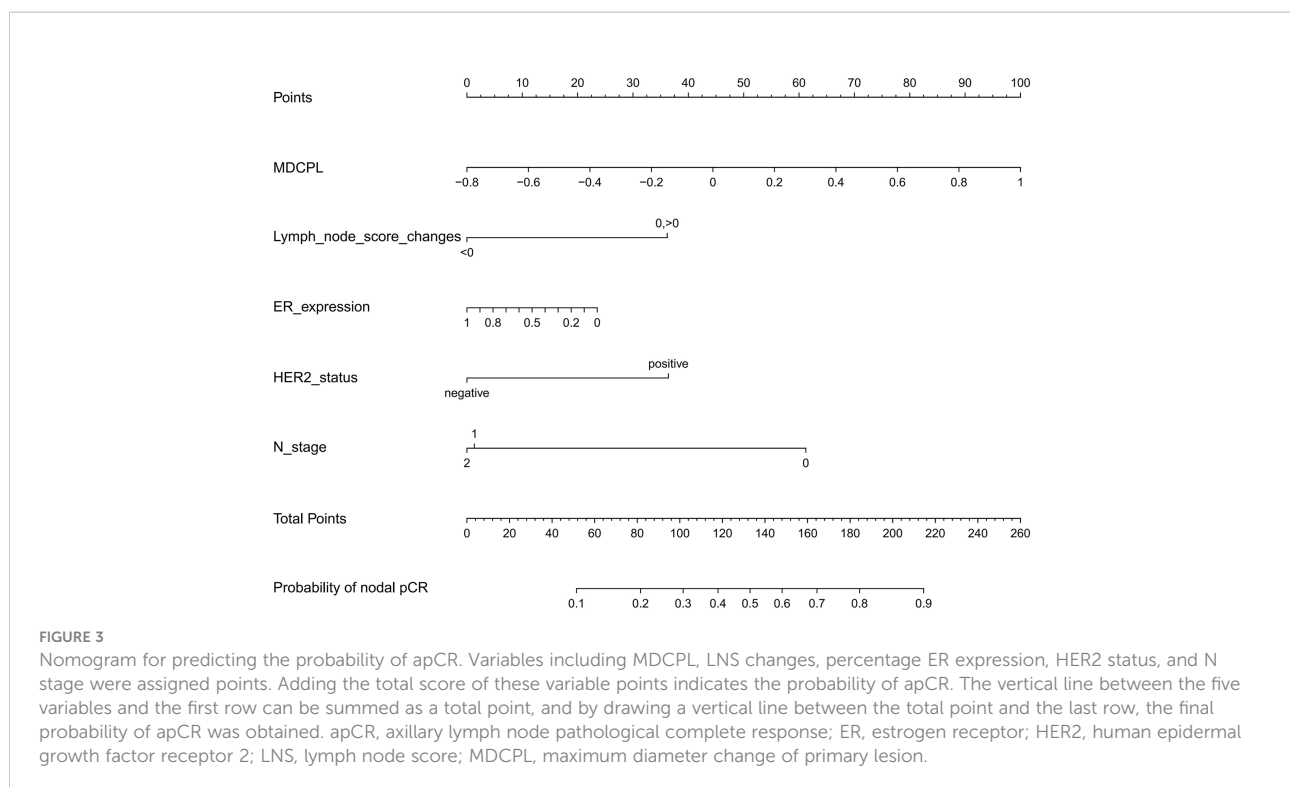 0 10 20 30 40 50 60 70 80 90 100
Points
MDCPL
−0.8 −0.6 −0.4 −0.2 0 0.2 0.4 0.6 0.8 1
0,>0
Lymph_node_score_changes
<0
ER_expression
1 0.8 0.5 0.2 0
positive
HER2_status
negative
1
N_stage
2 0
Total Points
0 20 40 60 80 100 120 140 160 180 200 220 240 260
Probability of nodal pCR
0.1 0.2 0.3 0.4 0.5 0.6 0.7 0.8 0.9
FIGURE 3
Nomogram for predicting the probability of apCR. Variables including MDCPL, LNS changes, percentage ER expression, HER2 status, and N
stage were assigned points. Adding the total score of these variable points indicates the probability of apCR. The vertical line between the five
variables and the first row can be summed as a total point, and by drawing a vertical line between the total point and the last row, the final
probability of apCR was obtained. apCR, axillary lymph node pathological complete response; ER, estrogen receptor; HER2, human epidermal
growth factor receptor 2; LNS, lymph node score; MDCPL, maximum diameter change of primary lesion.